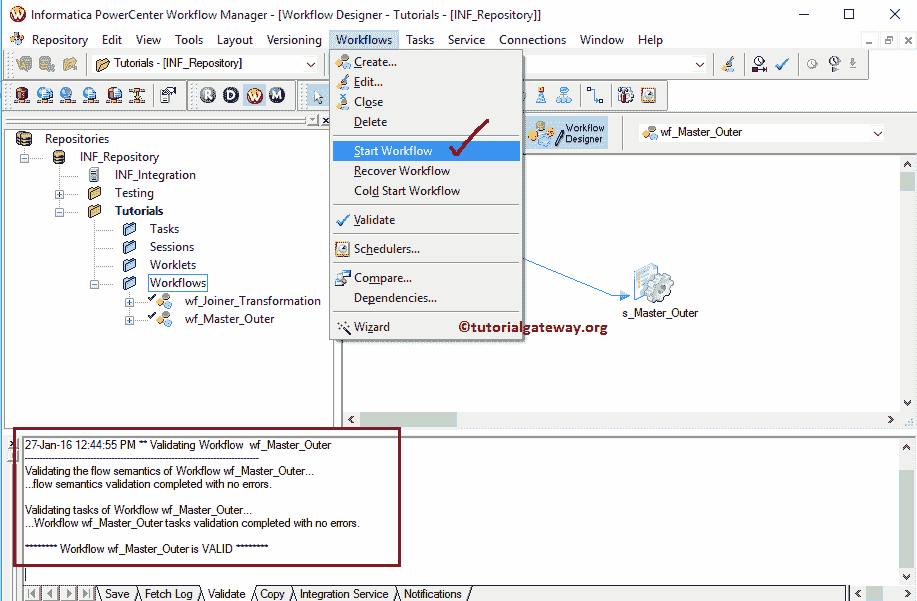 Informatica PowerCenter Workflow Manager - [Workflow Designer - Tutorials - [INF_Repository]]
Repository Edit View Tools Layout Versioning Workflows Tasks Service Connections Window Help
Tutorials - [INF_Repository]
R D W M
Workflow
Designer
wf_Master_Outer
Create...
Edit...
Close
Delete
Start Workflow
Recover Workflow
Cold Start Workflow
Validate
Schedulers...
Compare...
Dependencies...
Wizard
Repositories
INF_Repository
INF_Integration
Testing
Tutorials
Tasks
Sessions
Worklets
Workflows
wf_Joiner_Transformation
wf_Master_Outer
s_Master_Outer
©tutorialgateway.org
27-Jan-16 12:44:55 PM ** Validating Workflow wf_Master_Outer
Validating the flow semantics of Workflow wf_Master_Outer...
...flow semantics validation completed with no errors.
Validating tasks of Workflow wf_Master_Outer...
...Workflow wf_Master_Outer tasks validation completed with no errors.
******** Workflow wf_Master_Outer is VALID ********
Save Fetch Log Validate Copy Integration Service Notifications